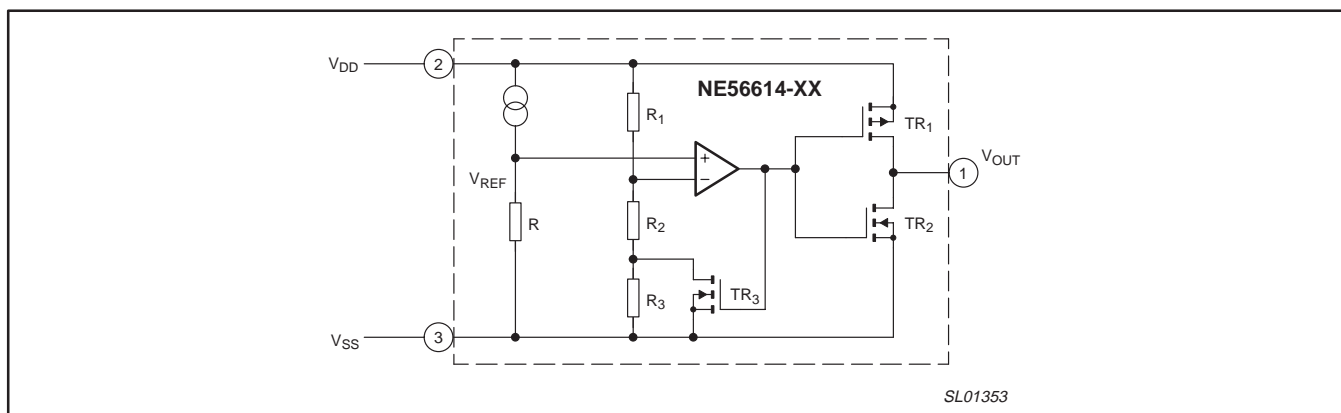 V_DD
2
NE56614-XX
R_1
TR_1
+
V_OUT
V_REF
−
1
R
R_2
TR_2
R_3
TR_3
V_SS
3
SL01353